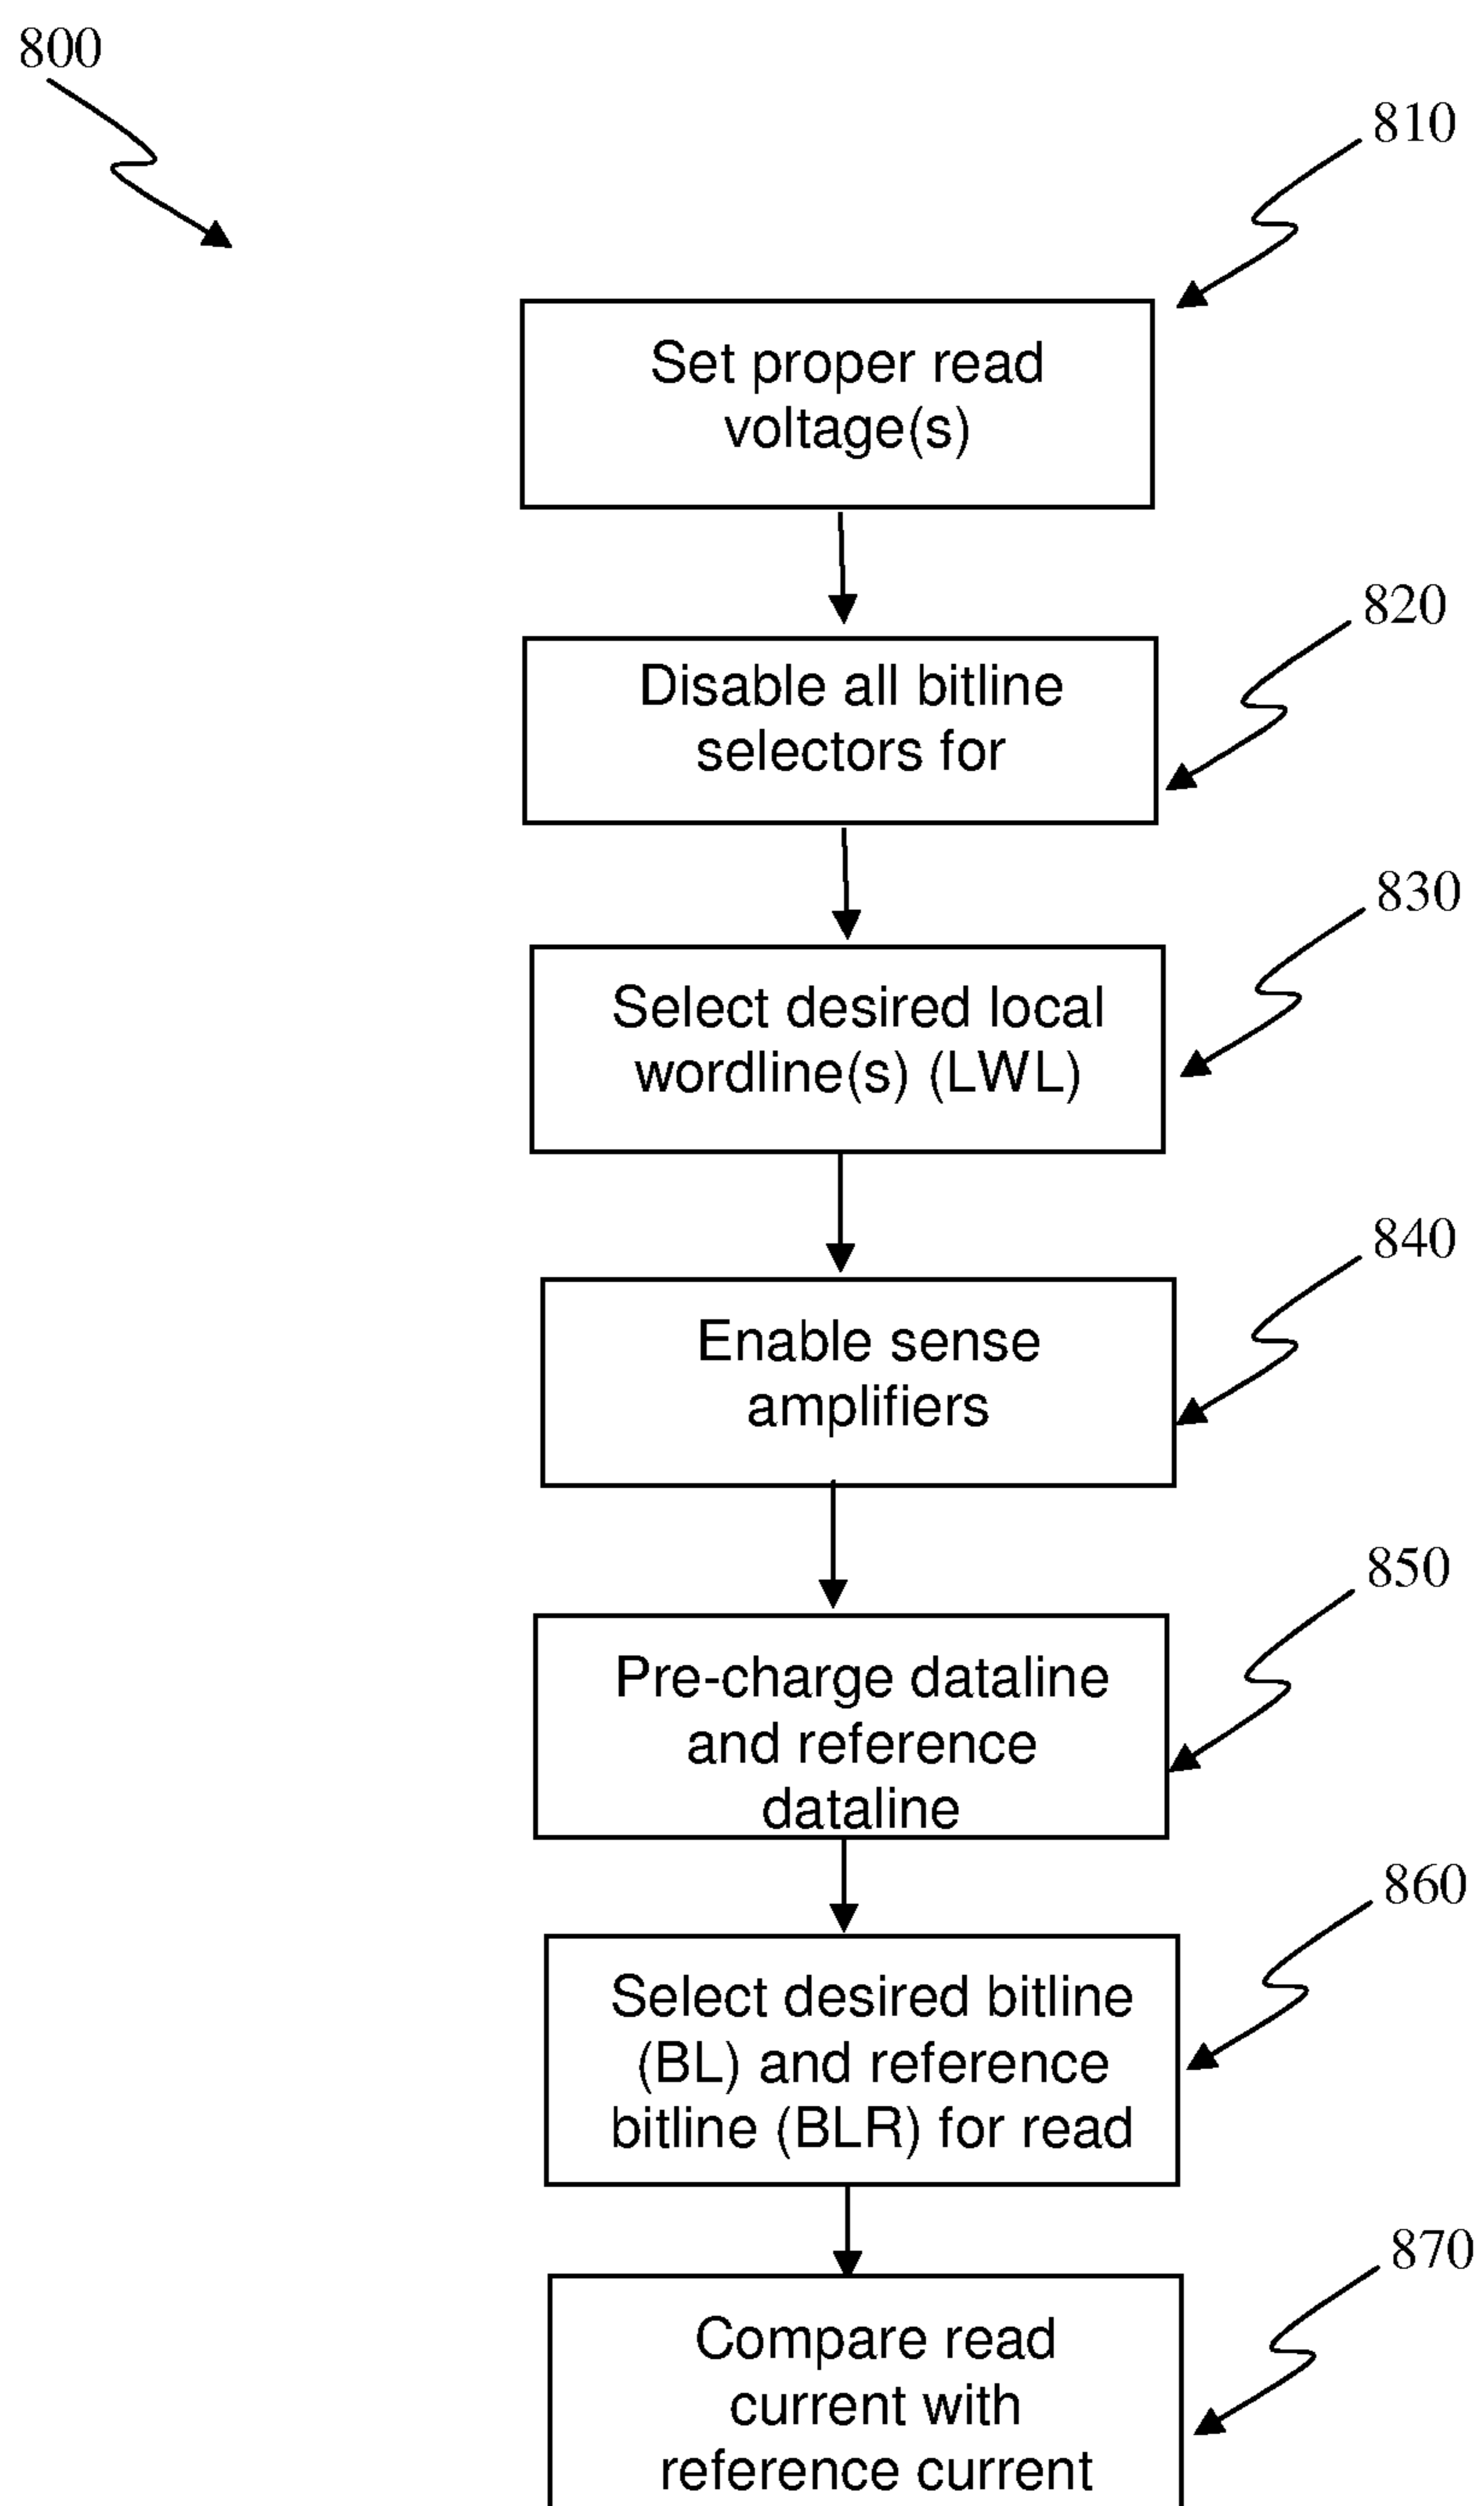 800
810
Set proper read
voltage(s)
820
Disable all bitline
selectors for
830
Select desired local
wordline(s) (LWL)
840
Enable sense
amplifiers
850
Pre-charge dataline
and reference
dataline
860
Select desired bitline
(BL) and reference
bitline (BLR) for read
870
Compare read
current with
reference current